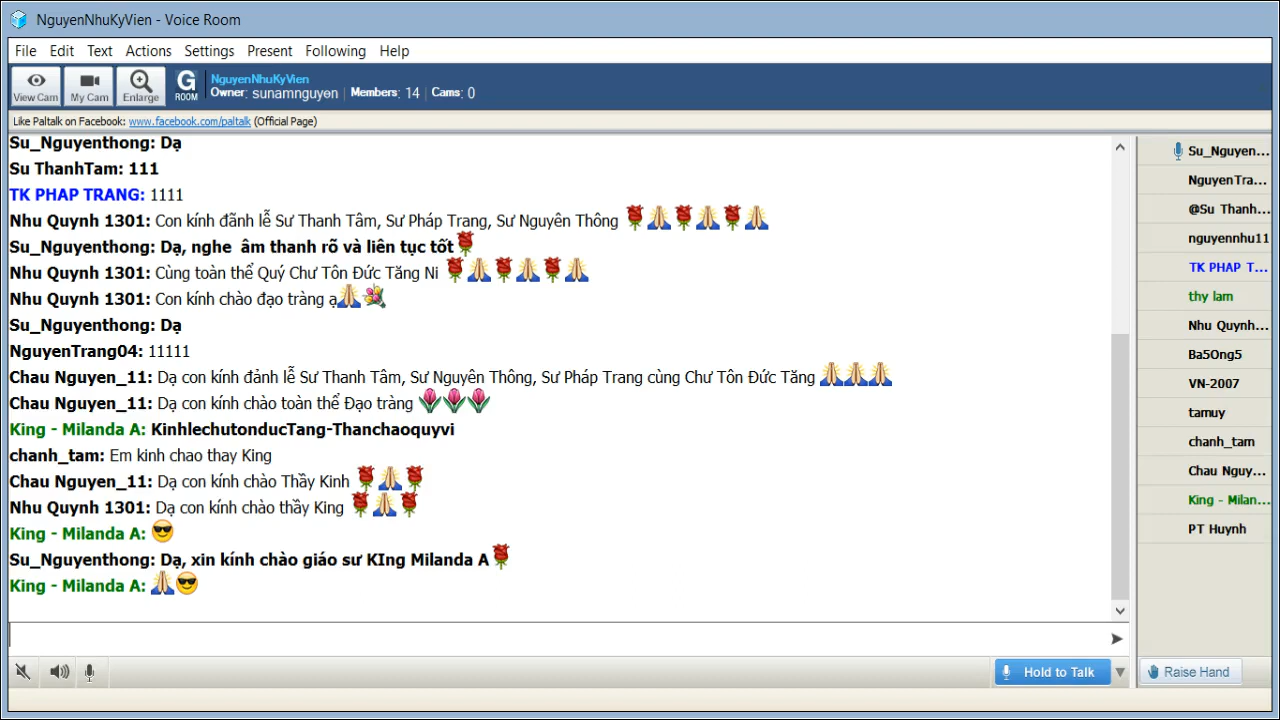 NguyenNhuKyVien - Voice Room
File Edit Text Actions Settings Present Following Help
View Cam My Cam Enlarge G ROOM NguyenNhuKyVien
Owner: sunamnguyen | Members: 14 | Cams: 0
Like Paltalk on Facebook: www.facebook.com/paltalk (Official Page)
Su_Nguyenthong: Dạ
Su ThanhTam: 111
TK PHAP TRANG: 1111
Nhu Quynh 1301: Con kính đãnh lễ Sư Thanh Tâm, Sư Pháp Trang, Sư Nguyên Thông 🌹🙏🌹🙏🌹🙏
Su_Nguyenthong: Dạ, nghe âm thanh rõ và liên tục tốt🌹
Nhu Quynh 1301: Cùng toàn thể Quý Chư Tôn Đức Tăng Ni 🌹🙏🌹🙏🌹🙏
Nhu Quynh 1301: Con kính chào đạo tràng ạ🙏💐
Su_Nguyenthong: Dạ
NguyenTrang04: 11111
Chau Nguyen_11: Dạ con kính đảnh lễ Sư Thanh Tâm, Sư Nguyên Thông, Sư Pháp Trang cùng Chư Tôn Đức Tăng 🙏🙏🙏
Chau Nguyen_11: Dạ con kính chào toàn thể Đạo tràng 🌷🌷🌷
King - Milanda A: KinhlechutonducTang-Thanchaoquyvi
chanh_tam: Em kinh chao thay King
Chau Nguyen_11: Dạ con kính chào Thầy Kinh 🌹🙏🌹
Nhu Quynh 1301: Dạ con kính chào thầy King 🌹🙏🌹
King - Milanda A: 😎
Su_Nguyenthong: Dạ, xin kính chào giáo sư KIng Milanda A🌹
King - Milanda A: 🙏😎
Su_Nguyen...
NguyenTra...
@Su Thanh...
nguyennhu11
TK PHAP T...
thy lam
Nhu Quynh...
Ba5Ong5
VN-2007
tamuy
chanh_tam
Chau Nguy...
King - Milan...
PT Huynh
Hold to Talk
Raise Hand